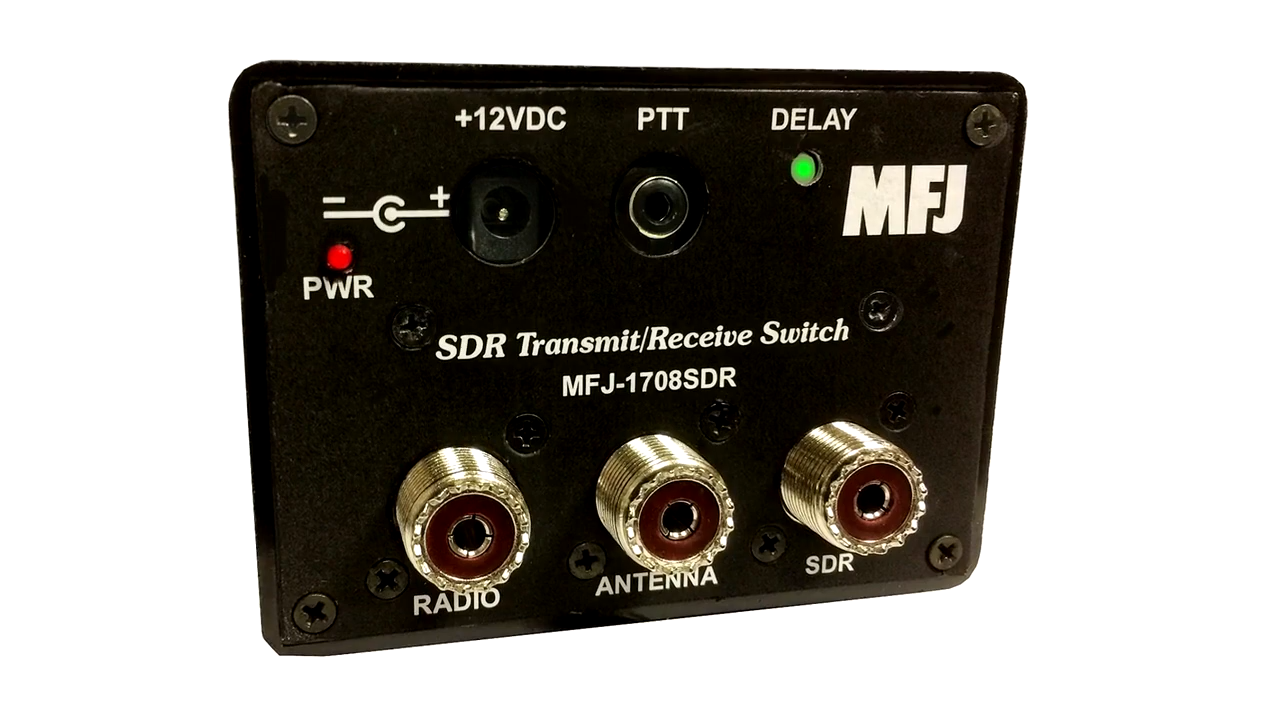 +12VDC
PTT
DELAY
MFJ
- +
PWR
SDR Transmit/Receive Switch
MFJ-1708SDR
RADIO
ANTENNA
SDR